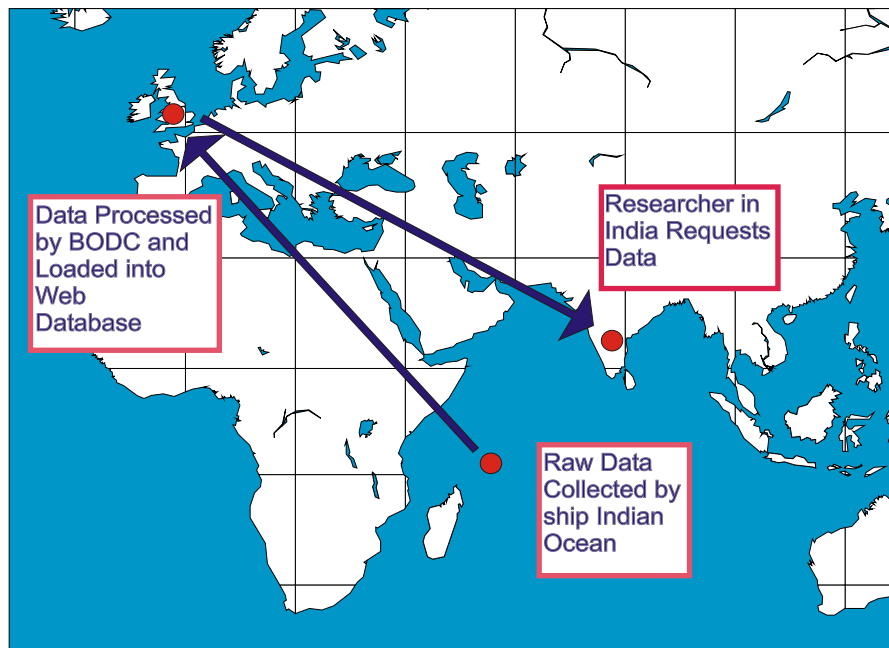 Data Processed
by BODC and
Loaded into
Web
Database
Researcher in
India Requests
Data
Raw Data
Collected by
ship Indian
Ocean